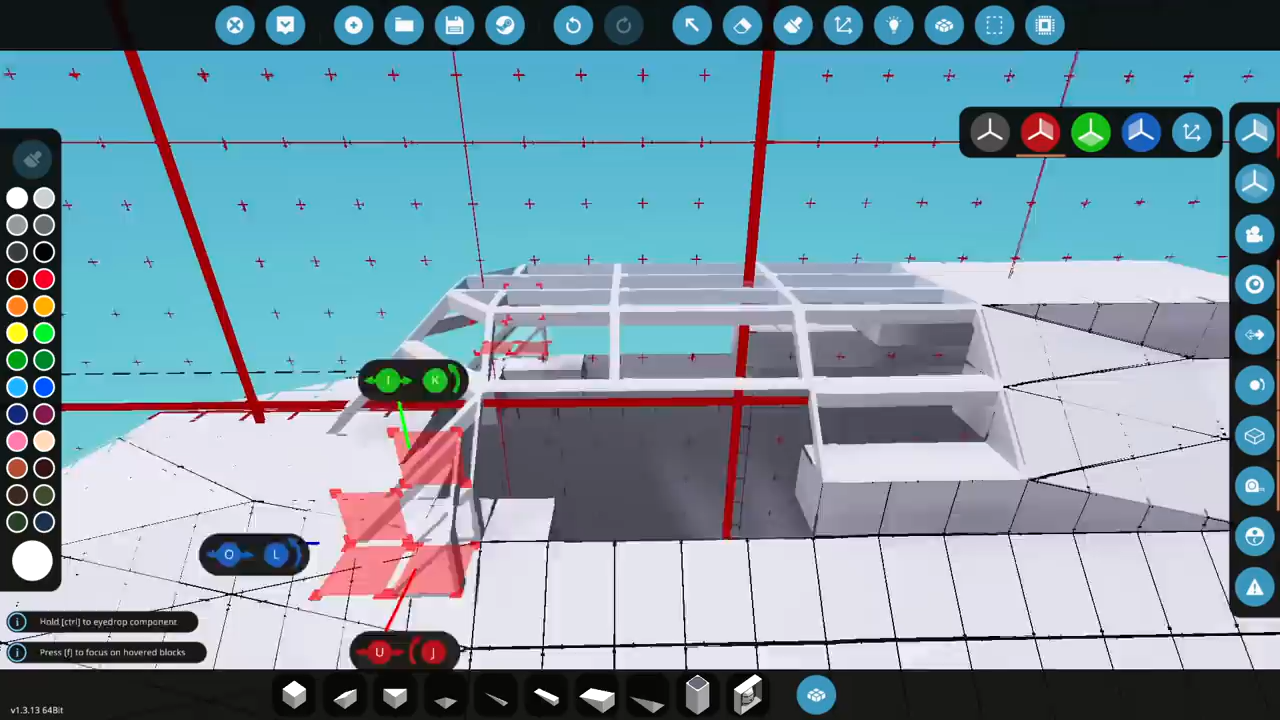 I K
O L
U J
Hold [ctrl] to eyedrop component
Press [f] to focus on hovered blocks
v1.3.13 64Bit